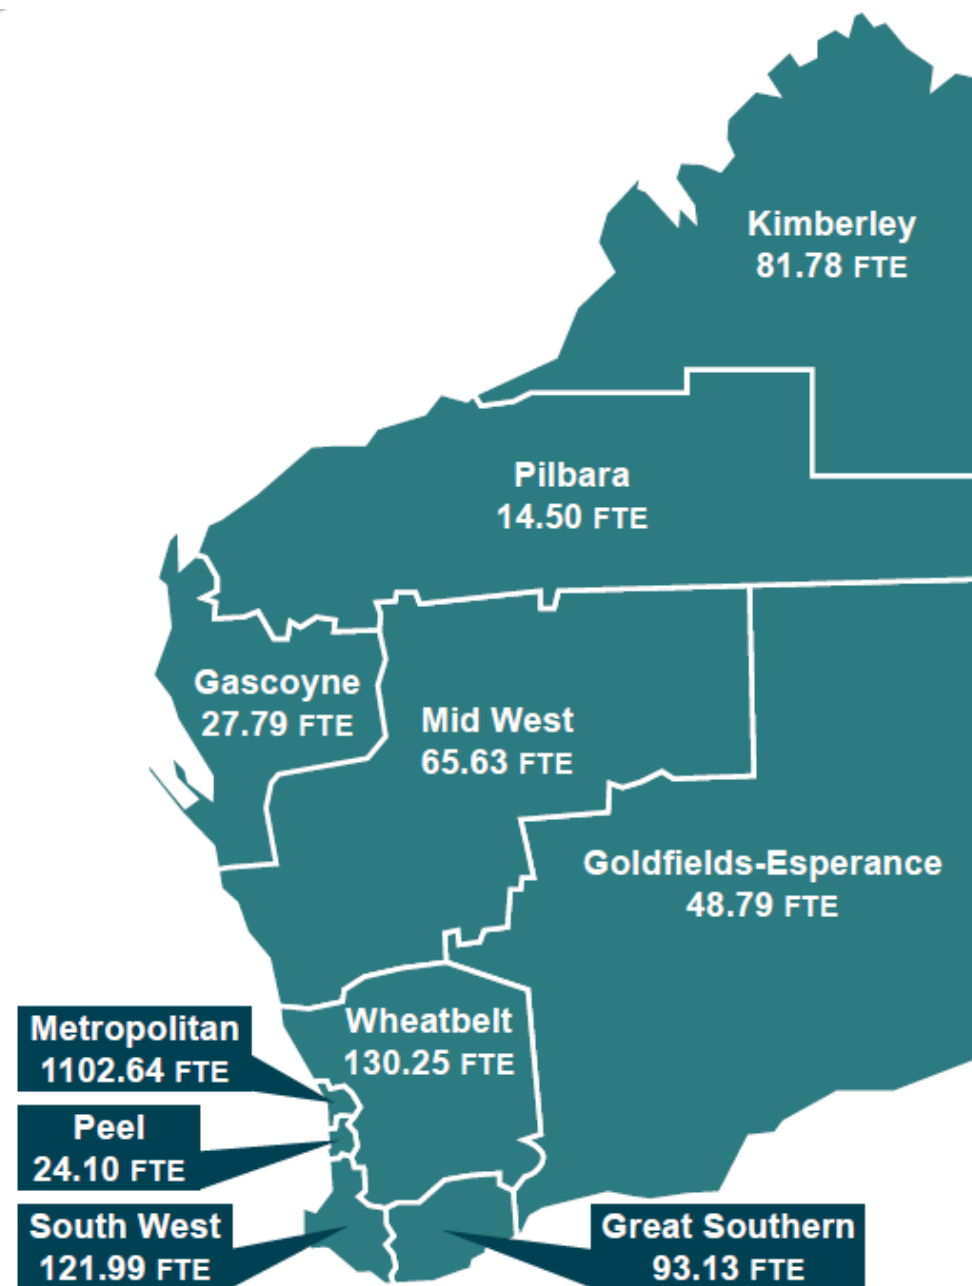 Kimberley
81.78 FTE
Pilbara
14.50 FTE
Gascoyne
27.79 FTE
Mid West
65.63 FTE
Goldfields-Esperance
48.79 FTE
Wheatbelt
130.25 FTE
Metropolitan
1102.64 FTE
Peel
24.10 FTE
South West
121.99 FTE
Great Southern
93.13 FTE